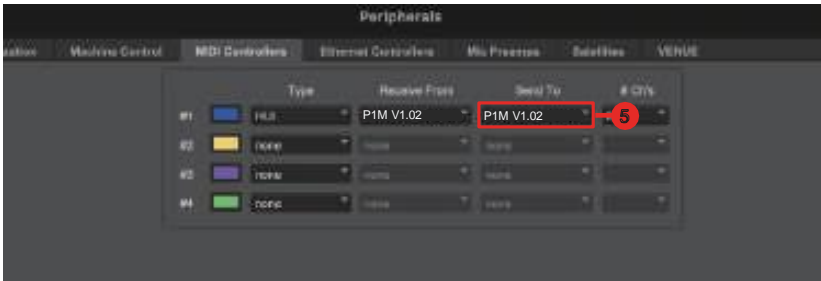 Peripherals
Machine Control MIDI Controllers Ethernet Controllers Mic Preamps Satellites VENUE
Type Receive From Send To # Ch's
#1 HUI P1M V1.02 P1M V1.02 5
#2 none none none
#3 none none none
#4 none none none